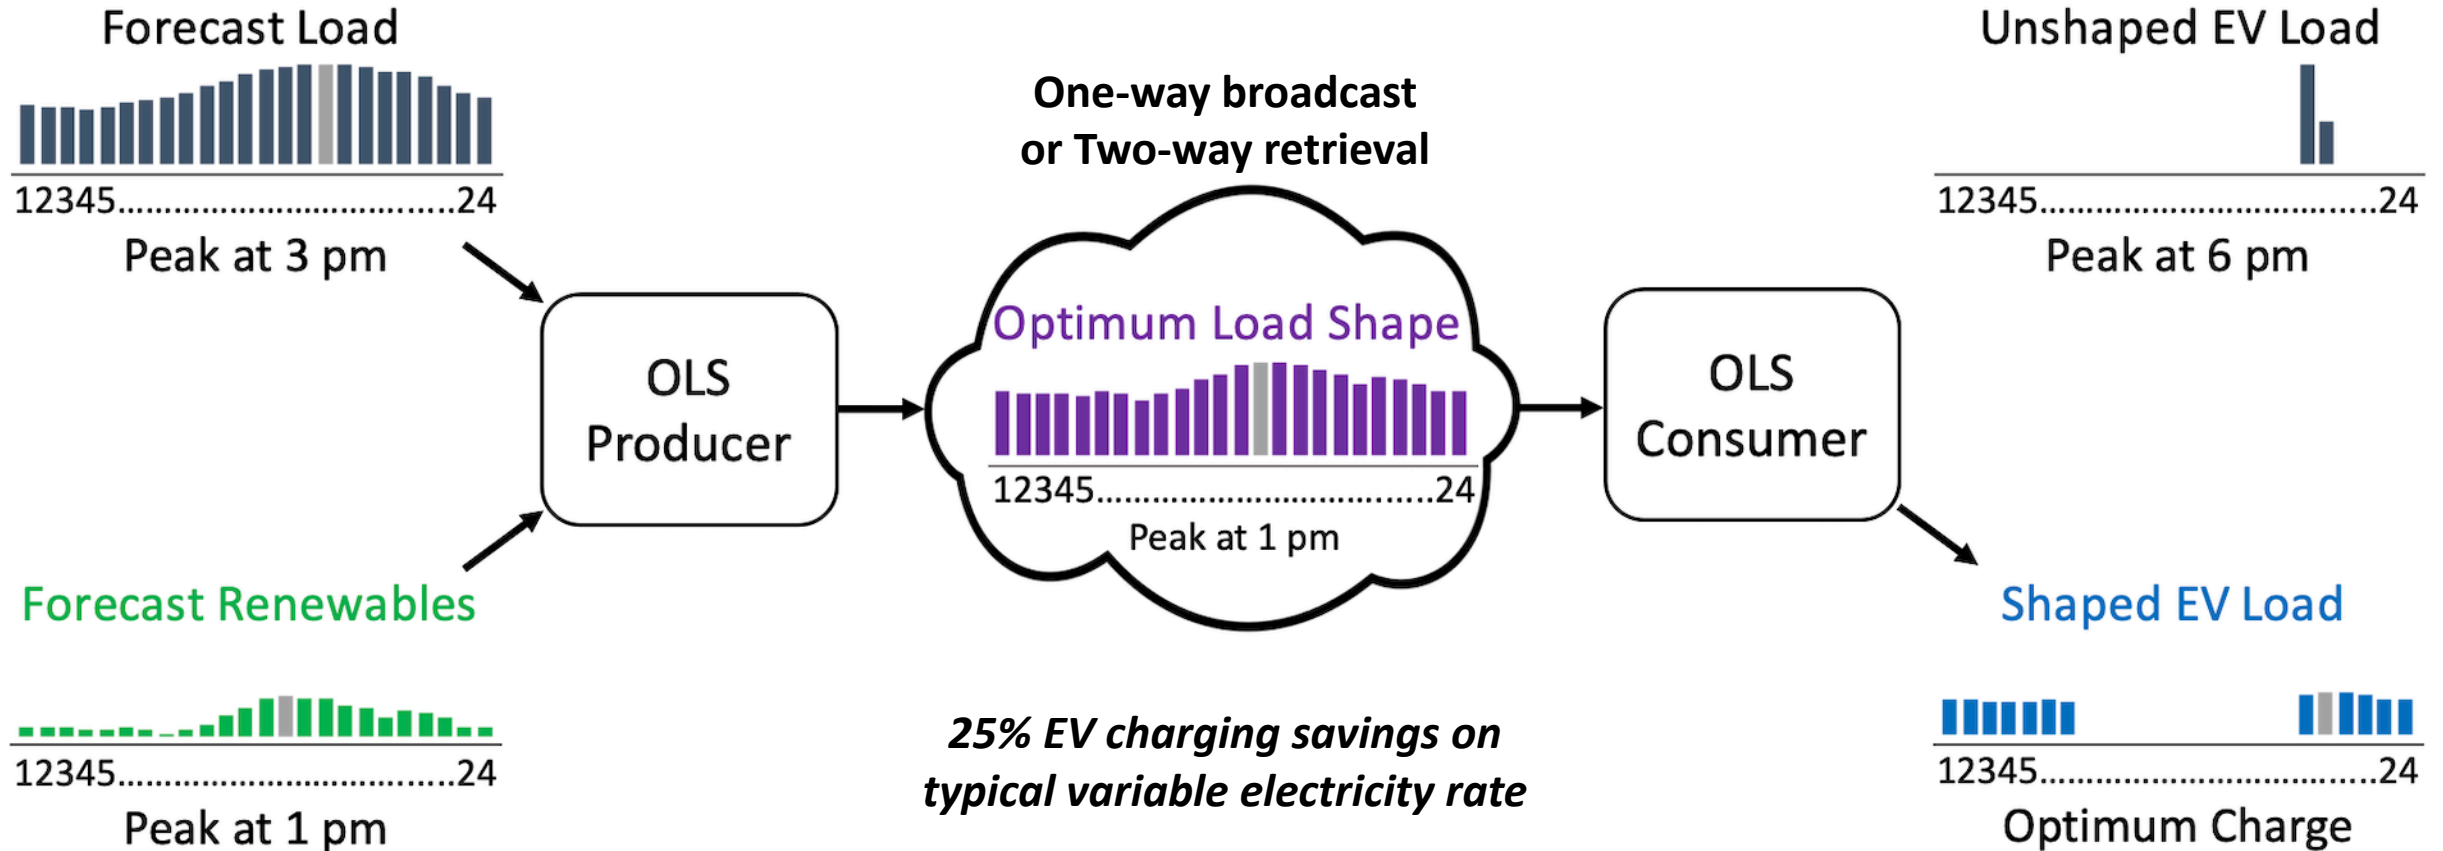 Forecast Load
12345....................................24
Peak at 3 pm
Forecast Renewables
12345....................................24
Peak at 1 pm
OLS
Producer
One-way broadcast
or Two-way retrieval
Optimum Load Shape
12345....................................24
Peak at 1 pm
25% EV charging savings on
typical variable electricity rate
OLS
Consumer
Unshaped EV Load
12345....................................24
Peak at 6 pm
Shaped EV Load
12345....................................24
Optimum Charge